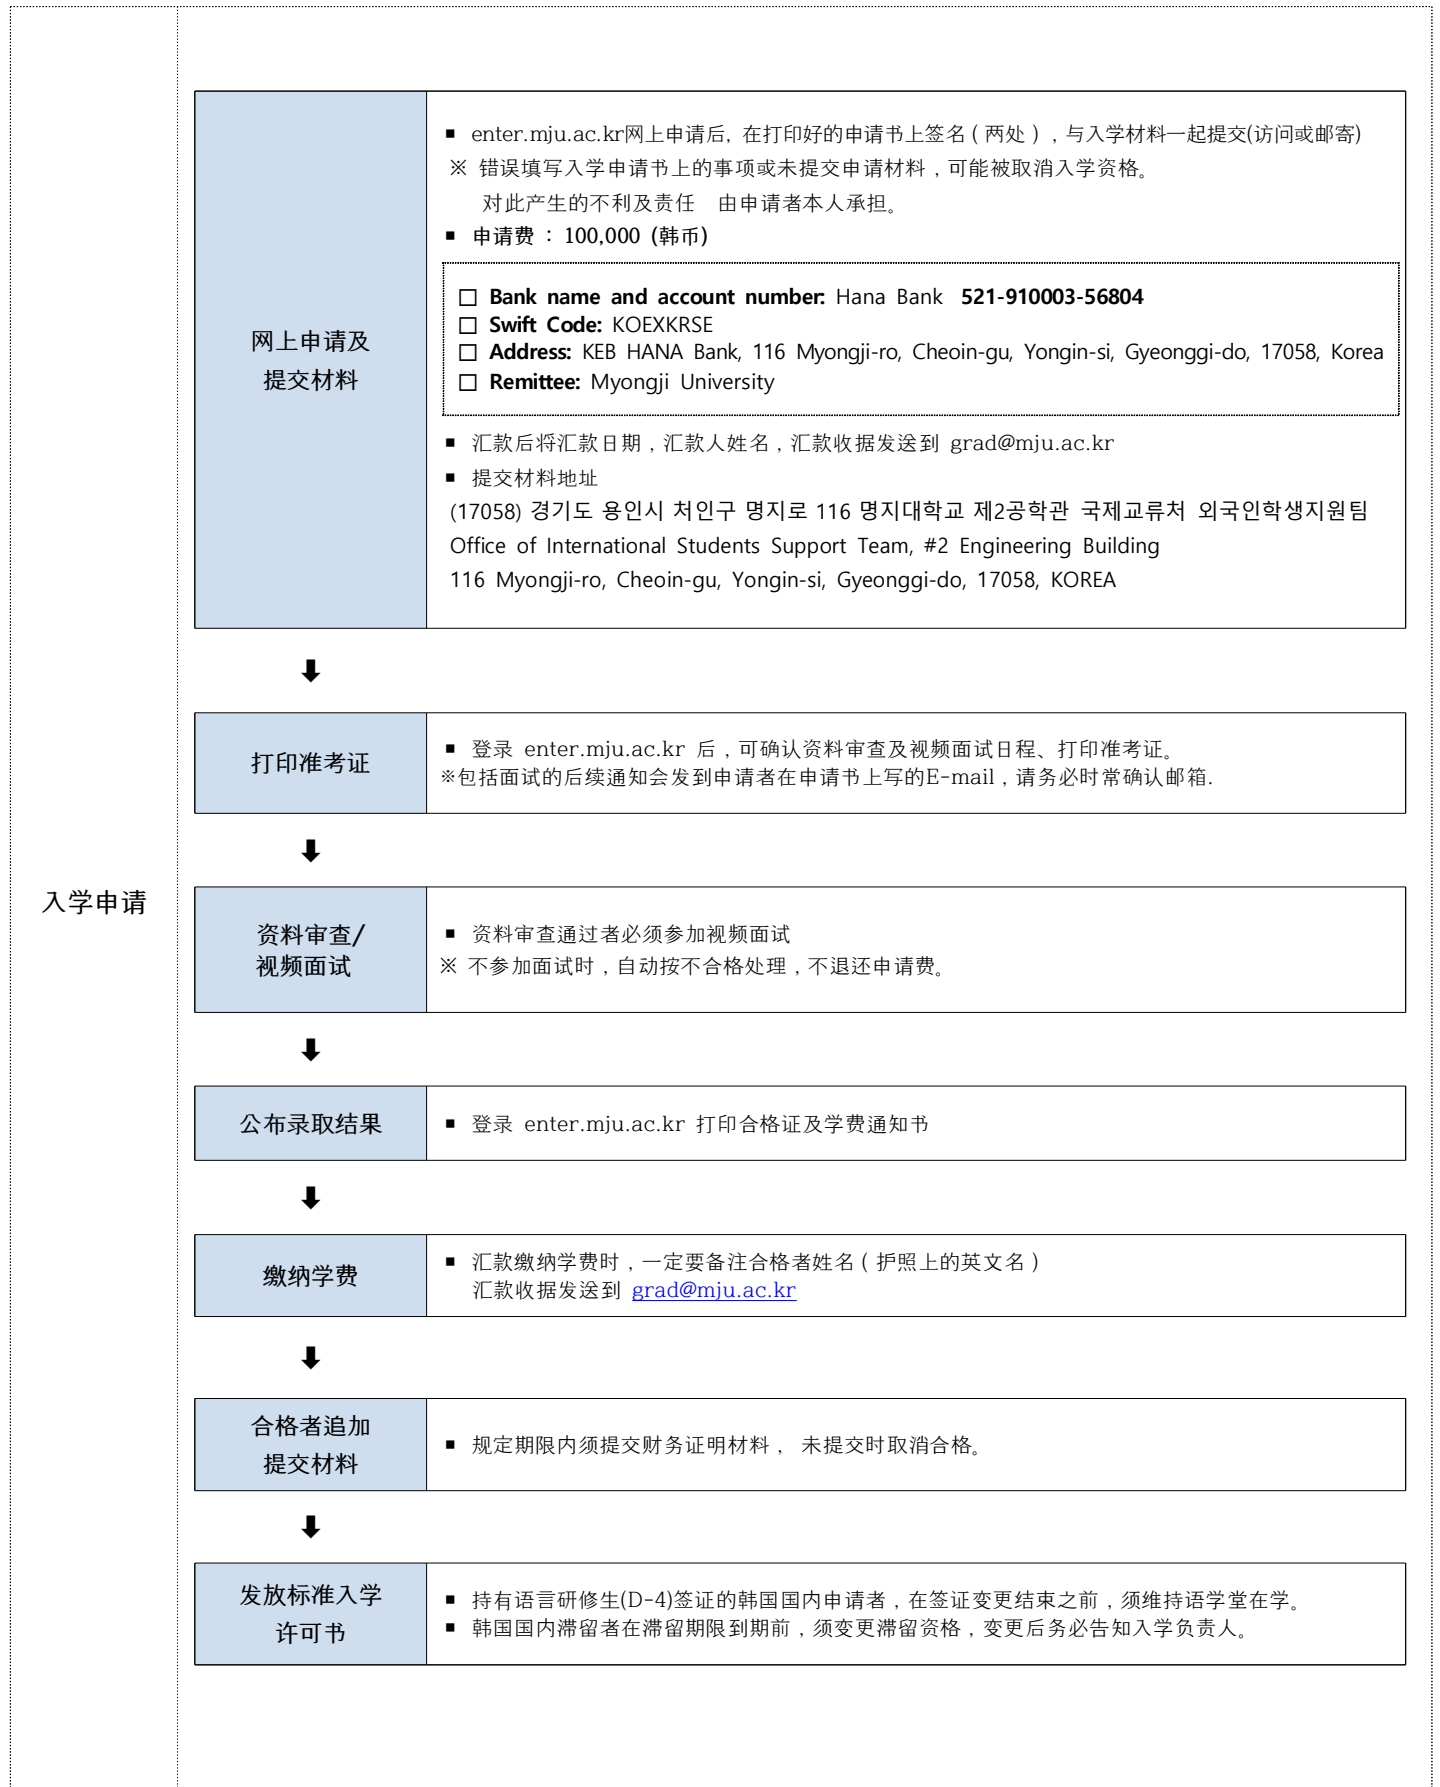 入学申请
网上申请及
提交材料
▪ enter.mju.ac.kr网上申请后, 在打印好的申请书上签名（两处），与入学材料一起提交(访问或邮寄)
※ 错误填写入学申请书上的事项或未提交申请材料，可能被取消入学资格。
对此产生的不利及责任 由申请者本人承担。
▪ 申请费 : 100,000 (韩币)
□ Bank name and account number: Hana Bank 521-910003-56804
□ Swift Code: KOEXKRSE
□ Address: KEB HANA Bank, 116 Myongji-ro, Cheoin-gu, Yongin-si, Gyeonggi-do, 17058, Korea
□ Remittee: Myongji University
▪ 汇款后将汇款日期，汇款人姓名，汇款收据发送到 grad@mju.ac.kr
▪ 提交材料地址
(17058) 경기도 용인시 처인구 명지로 116 명지대학교 제2공학관 국제교류처 외국인학생지원팀
Office of International Students Support Team, #2 Engineering Building
116 Myongji-ro, Cheoin-gu, Yongin-si, Gyeonggi-do, 17058, KOREA
⬇
打印准考证
▪ 登录 enter.mju.ac.kr 后，可确认资料审查及视频面试日程、打印准考证。
※包括面试的后续通知会发到申请者在申请书上写的E-mail，请务必时常确认邮箱.
⬇
资料审查/
视频面试
▪ 资料审查通过者必须参加视频面试
※ 不参加面试时，自动按不合格处理，不退还申请费。
⬇
公布录取结果
▪ 登录 enter.mju.ac.kr 打印合格证及学费通知书
⬇
缴纳学费
▪ 汇款缴纳学费时，一定要备注合格者姓名（护照上的英文名）
汇款收据发送到 grad@mju.ac.kr
⬇
合格者追加
提交材料
▪ 规定期限内须提交财务证明材料， 未提交时取消合格。
⬇
发放标准入学
许可书
▪ 持有语言研修生(D-4)签证的韩国国内申请者，在签证变更结束之前，须维持语学堂在学。
▪ 韩国国内滞留者在滞留期限到期前，须变更滞留资格，变更后务必告知入学负责人。